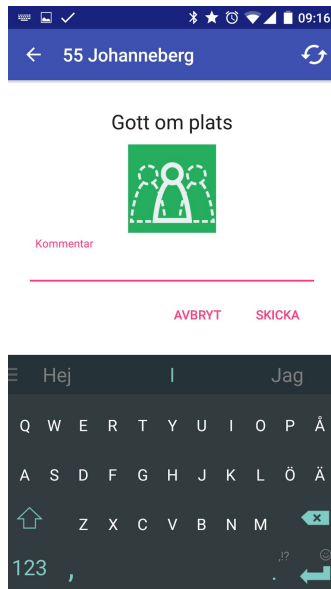 09:16
55 Johanneberg
Gott om plats
Kommentar
AVBRYT SKICKA
Hej I Jag
Q W E R T Y U I O P Å
A S D F G H J K L Ö Ä
Z X C V B N M
,!?
123 , .